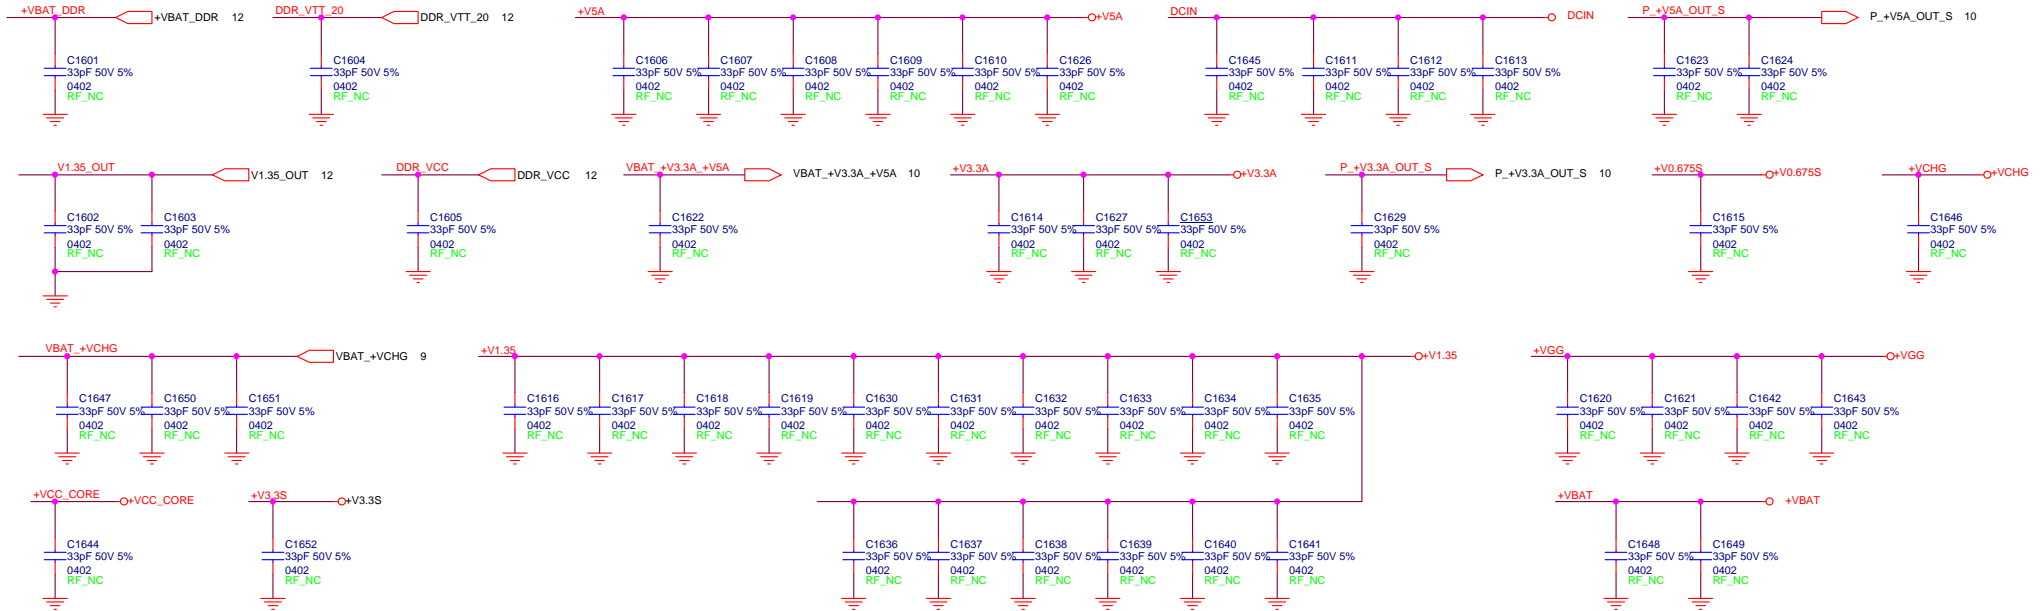 +VBAT_DDR
+VBAT_DDR 12
C1601
33pF 50V 5%
0402
RF_NC
DDR_VTT_20
DDR_VTT_20 12
C1604
33pF 50V 5%
0402
RF_NC
+V5A
+V5A
C1606
33pF 50V 5%
0402
RF_NC
C1607
33pF 50V 5%
0402
RF_NC
C1608
33pF 50V 5%
0402
RF_NC
C1609
33pF 50V 5%
0402
RF_NC
C1610
33pF 50V 5%
0402
RF_NC
C1626
33pF 50V 5%
0402
RF_NC
DCIN
DCIN
C1645
33pF 50V 5%
0402
RF_NC
C1611
33pF 50V 5%
0402
RF_NC
C1612
33pF 50V 5%
0402
RF_NC
C1613
33pF 50V 5%
0402
RF_NC
P_+V5A_OUT_S
P_+V5A_OUT_S 10
C1623
33pF 50V 5%
0402
RF_NC
C1624
33pF 50V 5%
0402
RF_NC
V1.35_OUT
V1.35_OUT 12
C1602
33pF 50V 5%
0402
RF_NC
C1603
33pF 50V 5%
0402
RF_NC
DDR_VCC
DDR_VCC 12
C1605
33pF 50V 5%
0402
RF_NC
VBAT_+V3.3A_+V5A
VBAT_+V3.3A_+V5A 10
C1622
33pF 50V 5%
0402
RF_NC
+V3.3A
+V3.3A
C1614
33pF 50V 5%
0402
RF_NC
C1627
33pF 50V 5%
0402
RF_NC
C1653
33pF 50V 5%
0402
RF_NC
P_+V3.3A_OUT_S
P_+V3.3A_OUT_S 10
C1629
33pF 50V 5%
0402
RF_NC
+V0.675S
+V0.675S
C1615
33pF 50V 5%
0402
RF_NC
+VCHG
+VCHG
C1646
33pF 50V 5%
0402
RF_NC
VBAT_+VCHG
VBAT_+VCHG 9
C1647
33pF 50V 5%
0402
RF_NC
C1650
33pF 50V 5%
0402
RF_NC
C1651
33pF 50V 5%
0402
RF_NC
+V1.35
+V1.35
C1616
33pF 50V 5%
0402
RF_NC
C1617
33pF 50V 5%
0402
RF_NC
C1618
33pF 50V 5%
0402
RF_NC
C1619
33pF 50V 5%
0402
RF_NC
C1630
33pF 50V 5%
0402
RF_NC
C1631
33pF 50V 5%
0402
RF_NC
C1632
33pF 50V 5%
0402
RF_NC
C1633
33pF 50V 5%
0402
RF_NC
C1634
33pF 50V 5%
0402
RF_NC
C1635
33pF 50V 5%
0402
RF_NC
+VGG
+VGG
C1620
33pF 50V 5%
0402
RF_NC
C1621
33pF 50V 5%
0402
RF_NC
C1642
33pF 50V 5%
0402
RF_NC
C1643
33pF 50V 5%
0402
RF_NC
+VCC_CORE
+VCC_CORE
C1644
33pF 50V 5%
0402
RF_NC
+V3.3S
+V3.3S
C1652
33pF 50V 5%
0402
RF_NC
C1636
33pF 50V 5%
0402
RF_NC
C1637
33pF 50V 5%
0402
RF_NC
C1638
33pF 50V 5%
0402
RF_NC
C1639
33pF 50V 5%
0402
RF_NC
C1640
33pF 50V 5%
0402
RF_NC
C1641
33pF 50V 5%
0402
RF_NC
+VBAT
+VBAT
C1648
33pF 50V 5%
0402
RF_NC
C1649
33pF 50V 5%
0402
RF_NC